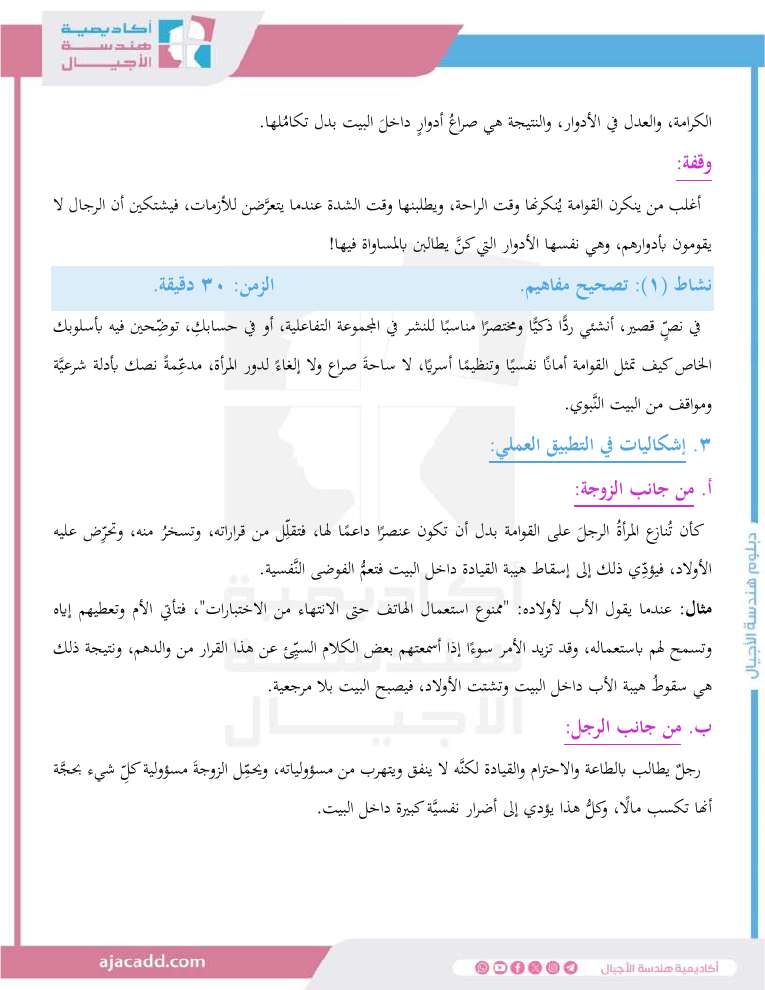 أكاديمية
هندسة
الأجيال
الكرامة، والعدل في الأدوار، والنتيجة هي صراعُ أدوارٍ داخلَ البيت بدل تكامُلها.
وقفة:
أغلب من ينكرن القوامة يُنكرنها وقت الراحة، ويطلبنها وقت الشدة عندما يتعرَّضن للأزمات، فيشتكين أن الرجال لا
يقومون بأدوارهم، وهي نفسها الأدوار التي كنَّ يطالبن بالمساواة فيها!
نشاط (١): تصحيح مفاهيم. الزمن: ٣٠ دقيقة.
في نصٍّ قصير، أنشئي ردًّا ذكيًّا ومختصرًا مناسبًا للنشر في المجموعة التفاعلية، أو في حسابكِ، توضِّحين فيه بأسلوبك
الخاص كيف تمثل القوامة أمانًا نفسيًا وتنظيمًا أسريًا، لا ساحةَ صراع ولا إلغاءً لدور المرأة، مدعِّمةً نصك بأدلة شرعيَّة
ومواقف من البيت النَّبوي.
٣. إشكاليات في التطبيق العملي:
أ. من جانب الزوجة:
كأن تُنازع المرأةُ الرجلَ على القوامة بدل أن تكون عنصرًا داعمًا لها، فتقلِّل من قراراته، وتسخرُ منه، وتحرِّض عليه
الأولاد، فيؤدِّي ذلك إلى إسقاط هيبة القيادة داخل البيت فتعمُّ الفوضى النَّفسية.
مثال: عندما يقول الأب لأولاده: "ممنوع استعمال الهاتف حتى الانتهاء من الاختبارات"، فتأتي الأم وتعطيهم إياه
وتسمح لهم باستعماله، وقد تزيد الأمر سوءًا إذا أسمعتهم بعض الكلام السيِّئ عن هذا القرار من والدهم، ونتيجة ذلك
هي سقوطُ هيبة الأب داخل البيت وتشتت الأولاد، فيصبح البيت بلا مرجعية.
ب. من جانب الرجل:
رجلٌ يطالب بالطاعة والاحترام والقيادة لكنَّه لا ينفق ويتهرب من مسؤولياته، ويحمِّل الزوجةَ مسؤولية كلِّ شيء بحجَّة
أنها تكسب مالًا، وكلُّ هذا يؤدي إلى أضرار نفسيَّة كبيرة داخل البيت.
أكاديمية
هندسة
الأجيال
دبلوم هندسة الأجيال
أكاديمية هندسة الأجيال
ajacadd.com